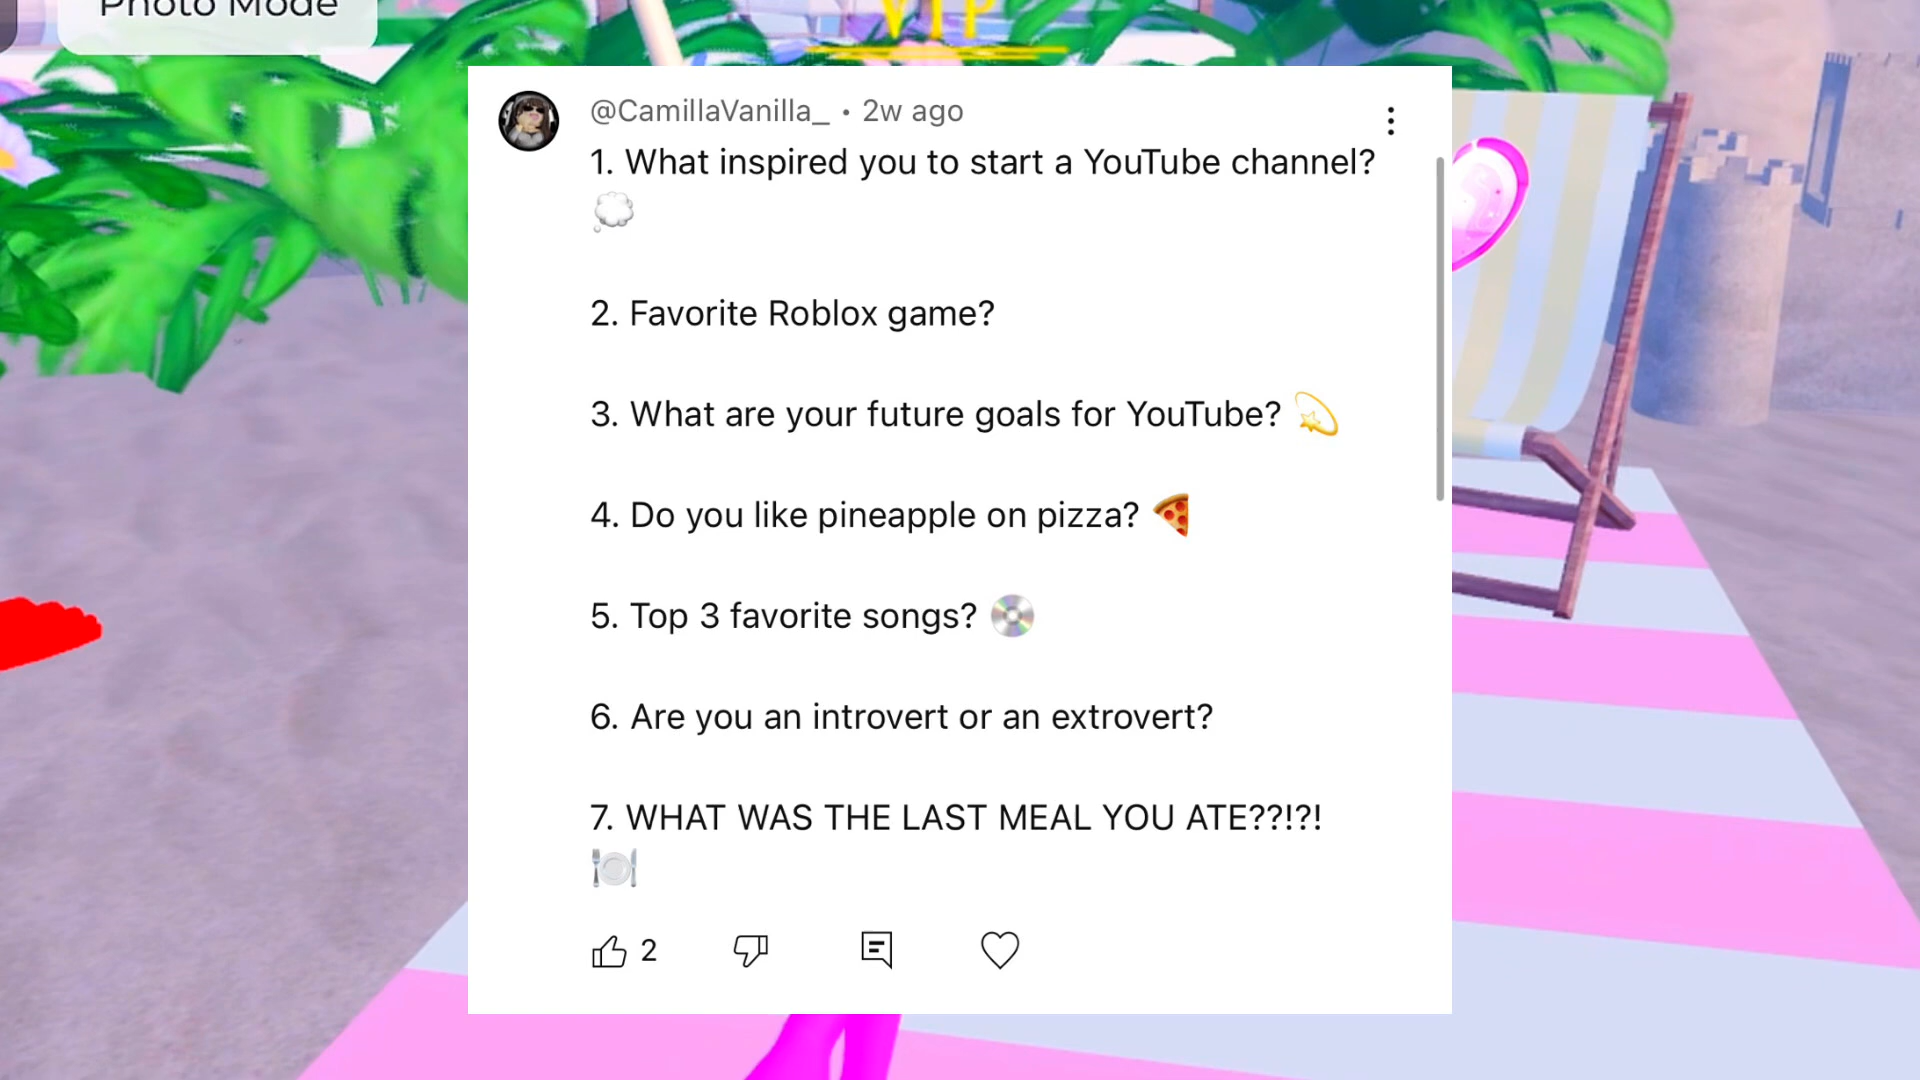 Photo Mode
VIP
@CamillaVanilla_ • 2w ago
1. What inspired you to start a YouTube channel?
💭
2. Favorite Roblox game?
3. What are your future goals for YouTube? 💫
4. Do you like pineapple on pizza? 🍕
5. Top 3 favorite songs? 💿
6. Are you an introvert or an extrovert?
7. WHAT WAS THE LAST MEAL YOU ATE??!?!
🍽️
2